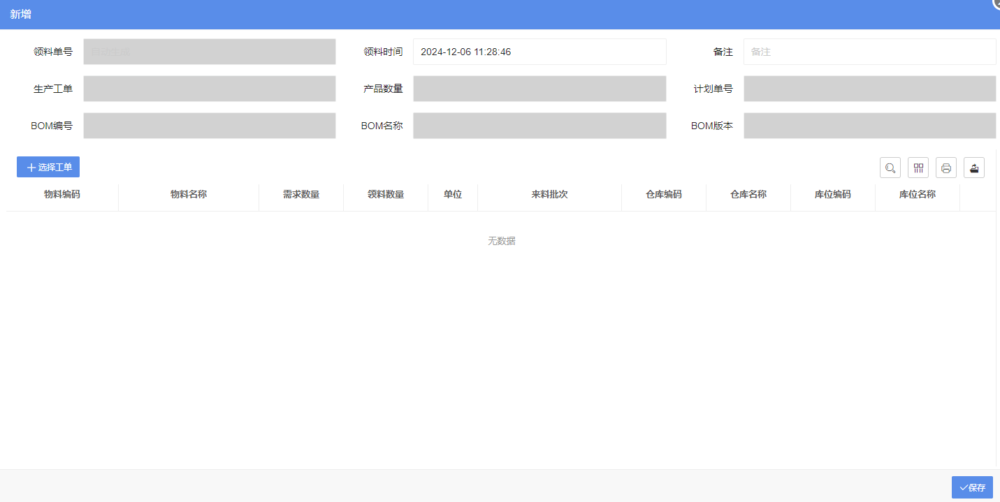 新增
领料单号 自动生成 领料时间 2024-12-06 11:28:46 备注 备注
生产工单 产品数量 计划单号
BOM编号 BOM名称 BOM版本
选择工单
物料编码 物料名称 需求数量 领料数量 单位 来料批次 仓库编码 仓库名称 库位编码 库位名称
无数据
保存